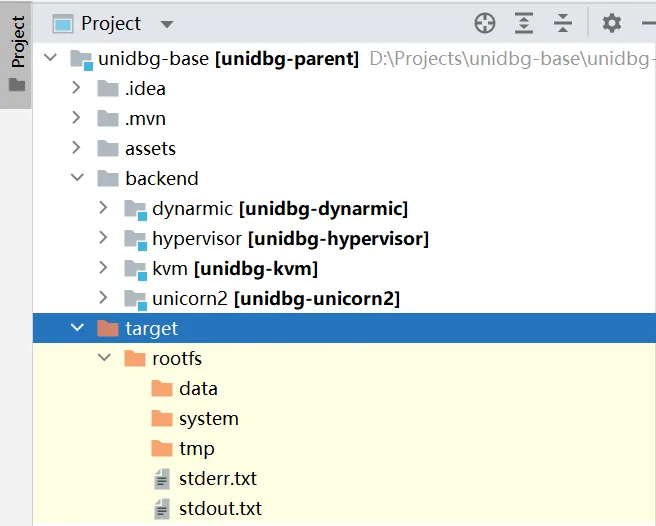 Project
Project
unidbg-base [unidbg-parent] D:\Projects\unidbg-base\unidbg-
.idea
.mvn
assets
backend
dynarmic [unidbg-dynarmic]
hypervisor [unidbg-hypervisor]
kvm [unidbg-kvm]
unicorn2 [unidbg-unicorn2]
target
rootfs
data
system
tmp
stderr.txt
stdout.txt